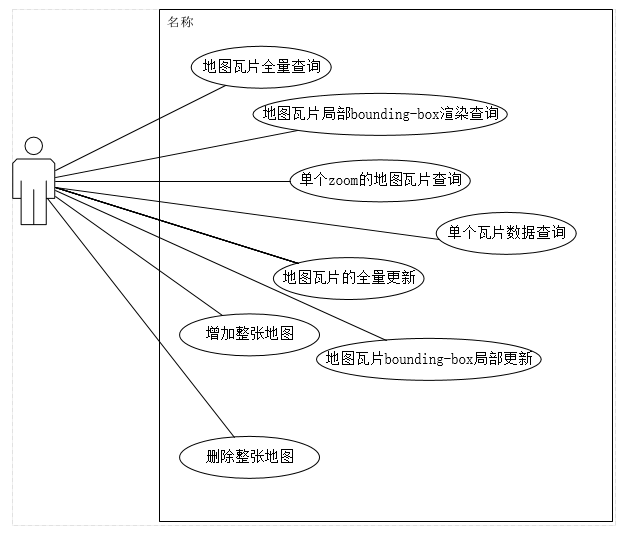 名称
地图瓦片全量查询
地图瓦片局部bounding-box渲染查询
单个zoom的地图瓦片查询
单个瓦片数据查询
地图瓦片的全量更新
增加整张地图
地图瓦片bounding-box局部更新
删除整张地图